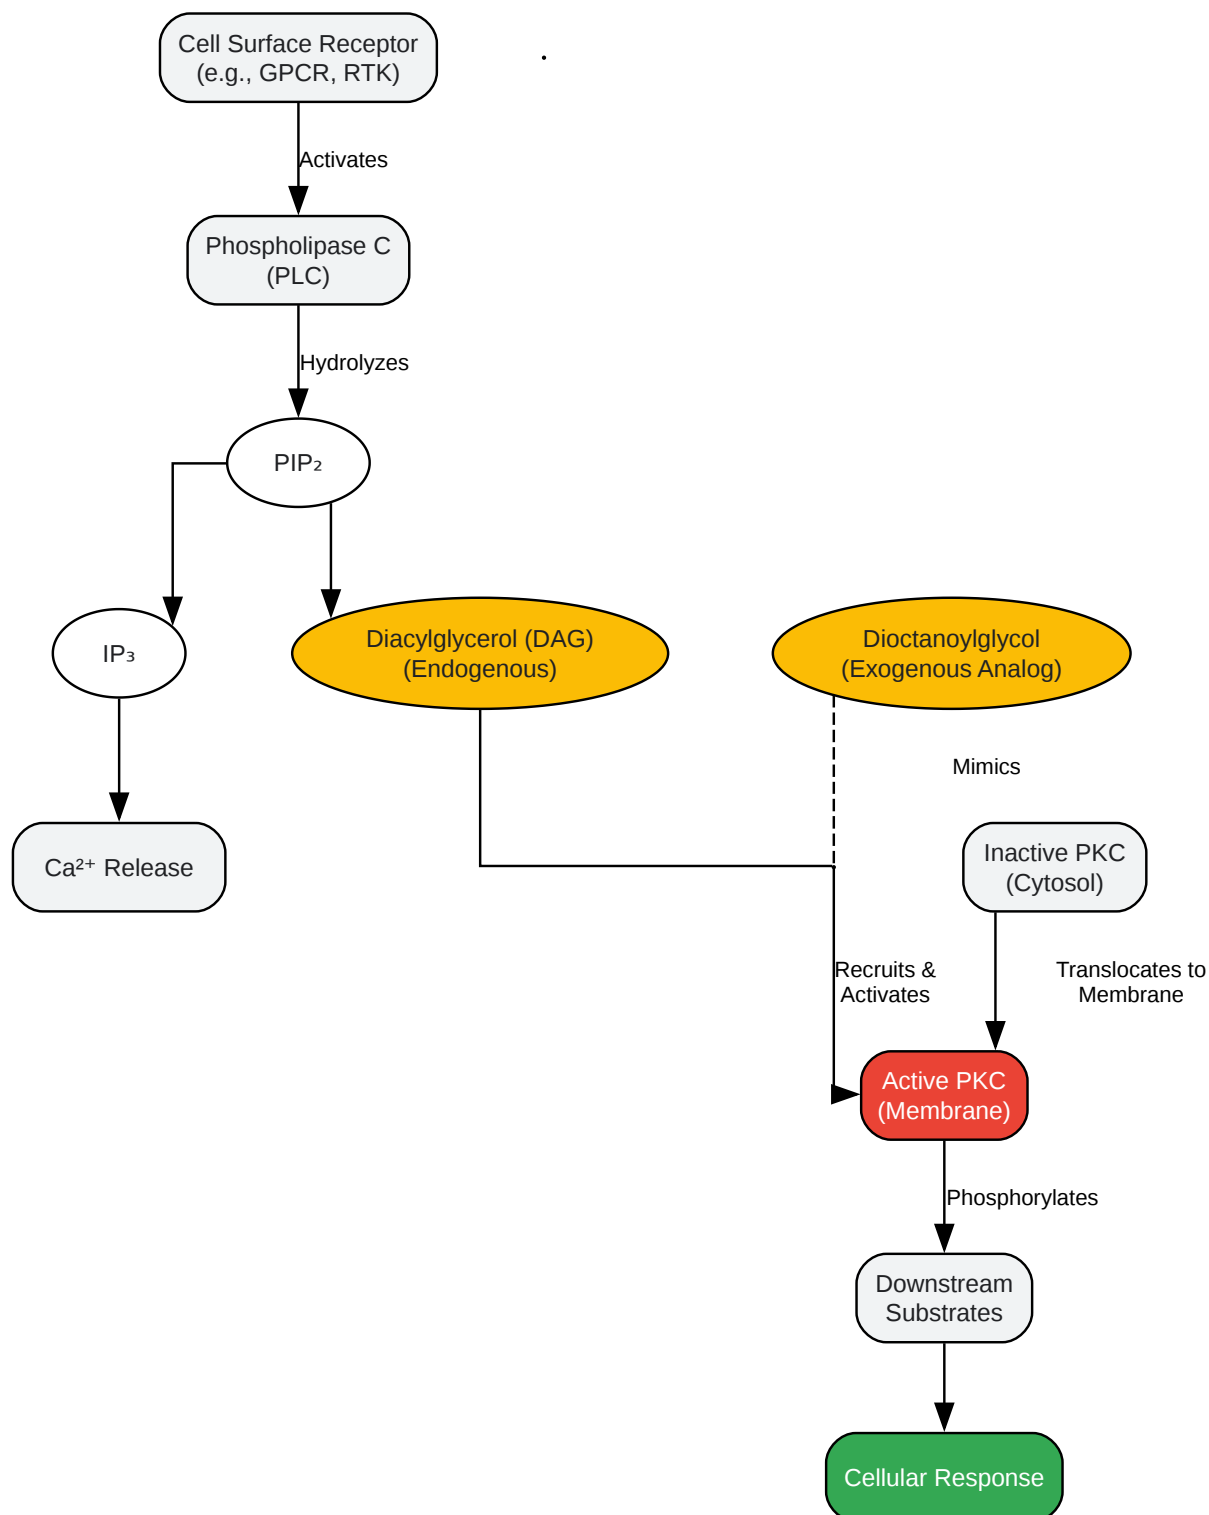 Cell Surface Receptor
(e.g., GPCR, RTK)
.
Activates
Phospholipase C
(PLC)
Hydrolyzes
PIP₂
IP₃
Diacylglycerol (DAG)
(Endogenous)
Dioctanoylglycol
(Exogenous Analog)
Mimics
Ca²⁺ Release
Inactive PKC
(Cytosol)
Recruits &
Activates
Translocates to
Membrane
Active PKC
(Membrane)
Phosphorylates
Downstream
Substrates
Cellular Response